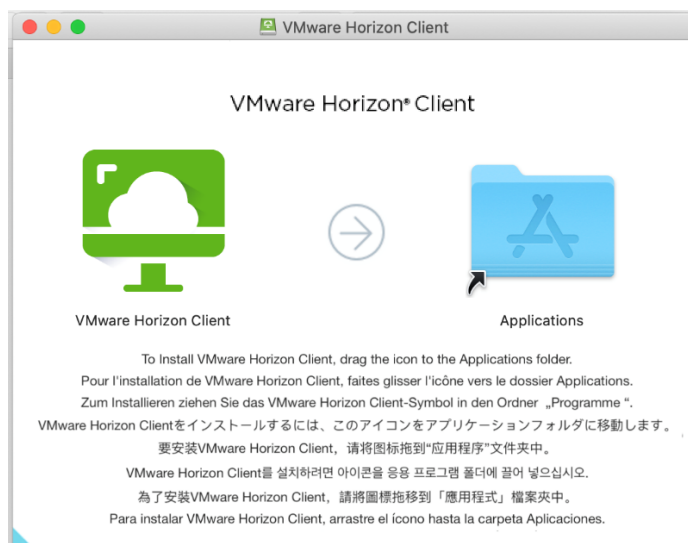 VMware Horizon Client
VMware Horizon® Client
VMware Horizon Client
Applications
To Install VMware Horizon Client, drag the icon to the Applications folder.
Pour l'installation de VMware Horizon Client, faites glisser l'icône vers le dossier Applications.
Zum Installieren ziehen Sie das VMware Horizon Client-Symbol in den Ordner „Programme “.
VMware Horizon Clientをインストールするには、このアイコンをアプリケーションフォルダに移動します。
要安装VMware Horizon Client，请将图标拖到“应用程序”文件夹中。
VMware Horizon Client를 설치하려면 아이콘을 응용 프로그램 폴더에 끌어 넣으십시오.
為了安裝VMware Horizon Client，請將圖標拖移到「應用程式」檔案夾中。
Para instalar VMware Horizon Client, arrastre el ícono hasta la carpeta Aplicaciones.